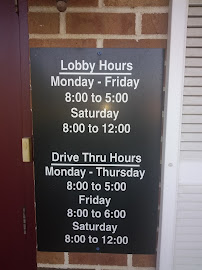 Lobby Hours
Monday - Friday
8:00 to 5:00
Saturday
8:00 to 12:00
Drive Thru Hours
Monday - Thursday
8:00 to 5:00
Friday
8:00 to 6:00
Saturday
8:00 to 12:00